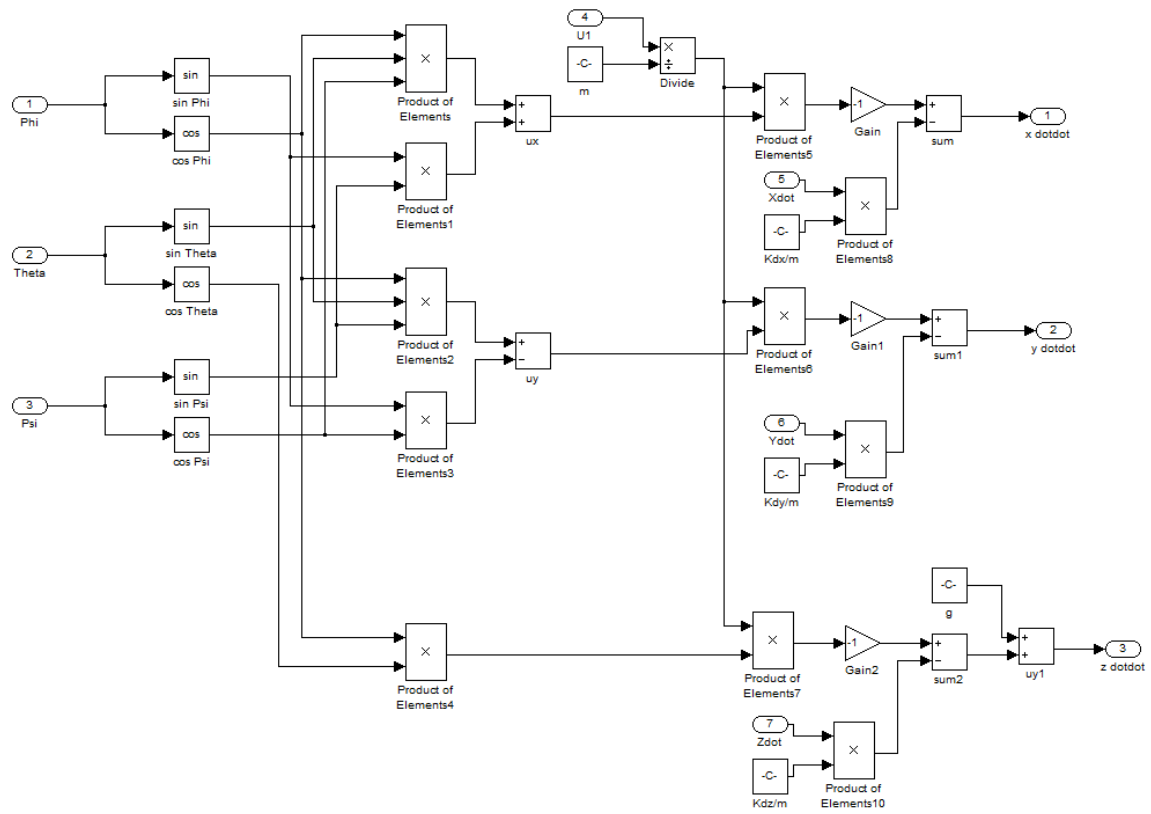 4
U1
-C-
m
×
÷
Divide
1
Phi
sin
sin Phi
cos
cos Phi
×
Product of
Elements
+
+
ux
×
Product of
Elements1
×
Product of
Elements5
-1
Gain
+
−
sum
1
x dotdot
5
Xdot
-C-
Kdx/m
×
Product of
Elements8
2
Theta
sin
sin Theta
cos
cos Theta
×
Product of
Elements2
+
−
uy
×
Product of
Elements6
-1
Gain1
+
−
sum1
2
y dotdot
3
Psi
sin
sin Psi
cos
cos Psi
×
Product of
Elements3
6
Ydot
-C-
Kdy/m
×
Product of
Elements9
-C-
g
×
Product of
Elements4
×
Product of
Elements7
-1
Gain2
+
−
sum2
+
+
uy1
3
z dotdot
7
Zdot
-C-
Kdz/m
×
Product of
Elements10